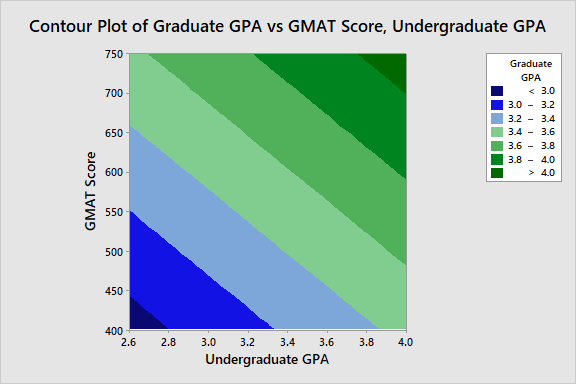 Contour Plot of Graduate GPA vs GMAT Score, Undergraduate GPA
Graduate
GPA
< 3.0
3.0 – 3.2
3.2 – 3.4
3.4 – 3.6
3.6 – 3.8
3.8 – 4.0
> 4.0
GMAT Score
750
700
650
600
550
500
450
400
2.6 2.8 3.0 3.2 3.4 3.6 3.8 4.0
Undergraduate GPA